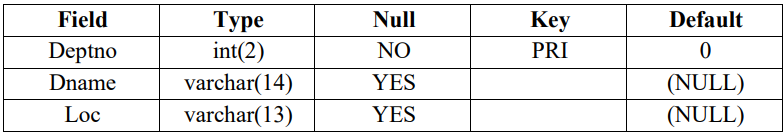 Field Type Null Key Default
Deptno int(2) NO PRI 0
Dname varchar(14) YES (NULL)
Loc varchar(13) YES (NULL)